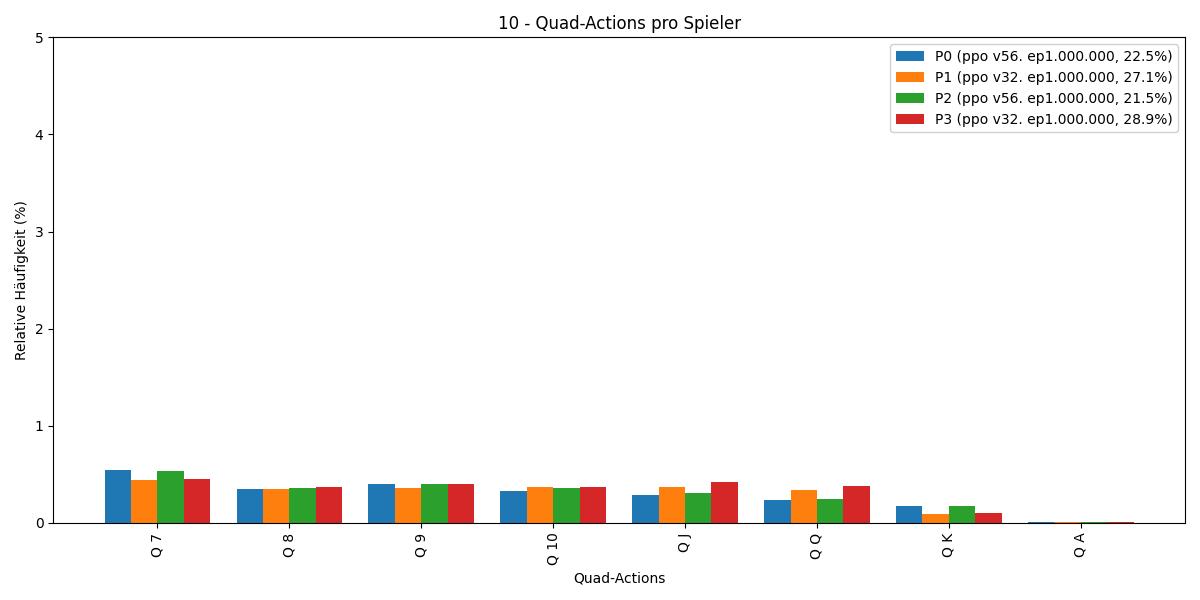 10 - Quad-Actions pro Spieler
P0 (ppo v56. ep1.000.000, 22.5%)
P1 (ppo v32. ep1.000.000, 27.1%)
P2 (ppo v56. ep1.000.000, 21.5%)
P3 (ppo v32. ep1.000.000, 28.9%)
Relative Häufigkeit (%)
5
4
3
2
1
0
Q 7
Q 8
Q 9
Q 10
Q J
Q Q
Q K
Q A
Quad-Actions